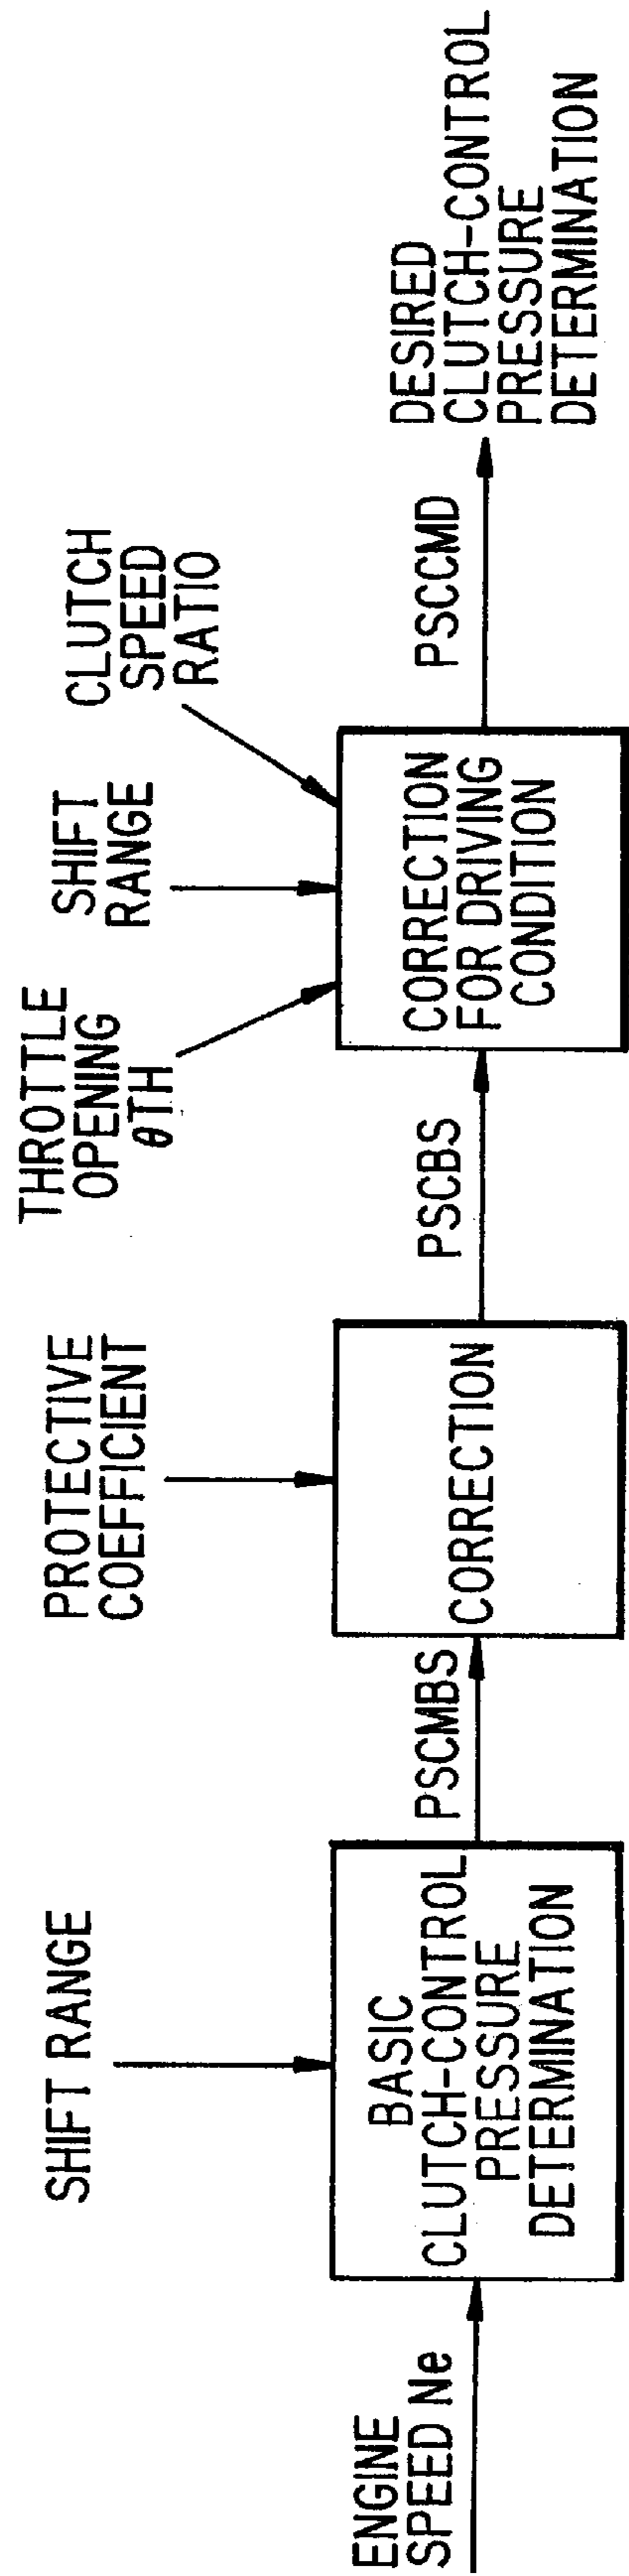 ENGINE
SPEED Ne
SHIFT RANGE
BASIC
CLUTCH-CONTROL
PRESSURE
DETERMINATION
PSCMBS
PROTECTIVE
COEFFICIENT
CORRECTION
PSCBS
THROTTLE
OPENING
θTH
SHIFT
RANGE
CLUTCH
SPEED
RATIO
CORRECTION
FOR DRIVING
CONDITION
PSCCMD
DESIRED
CLUTCH-CONTROL
PRESSURE
DETERMINATION